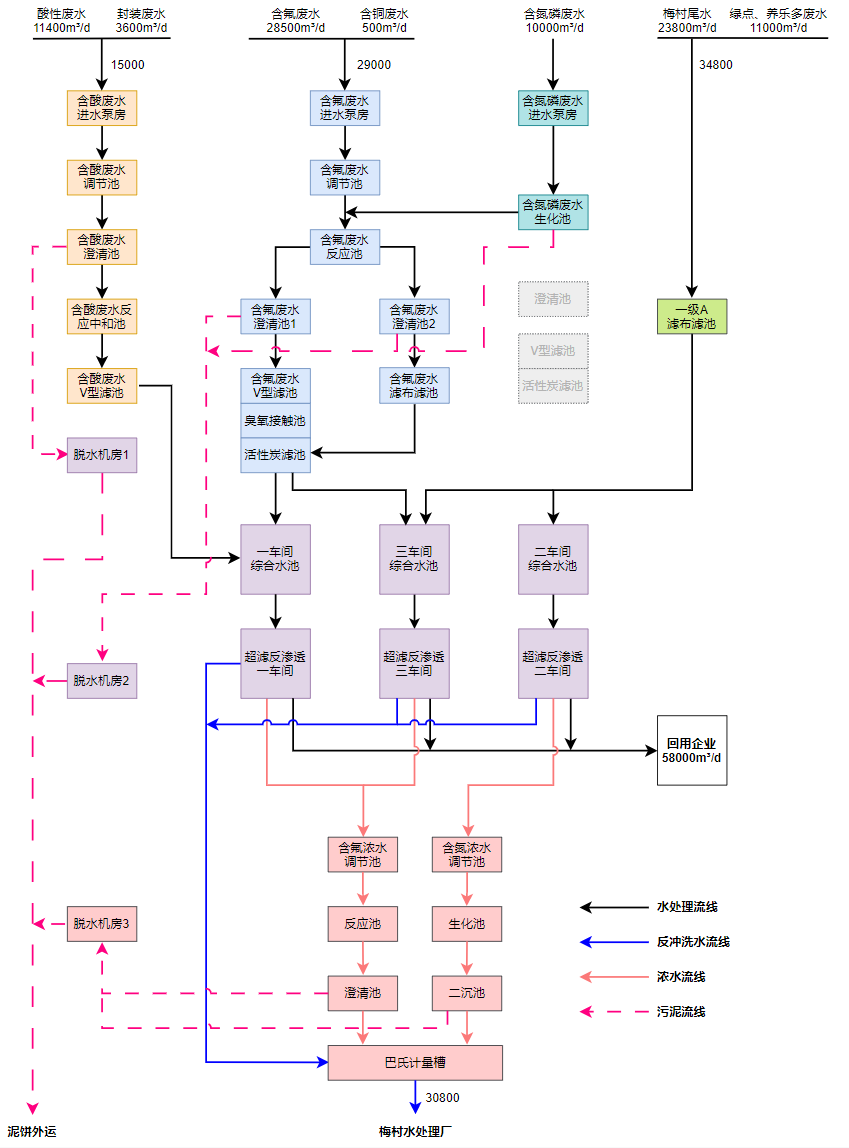 酸性废水
11400m³/d
封装废水
3600m³/d
含氟废水
28500m³/d
含铜废水
500m³/d
含氮磷废水
10000m³/d
梅村尾水
23800m³/d
绿点、养乐多废水
11000m³/d
15000
29000
34800
含酸废水
进水泵房
含氟废水
进水泵房
含氮磷废水
进水泵房
含酸废水
调节池
含氟废水
调节池
含氮磷废水
生化池
含酸废水
澄清池
含氟废水
反应池
含酸废水反
应中和池
含氟废水
澄清池1
含氟废水
澄清池2
澄清池
一级A
滤布滤池
含酸废水
V型滤池
含氟废水
V型滤池
含氟废水
滤布滤池
V型滤池
活性炭滤池
臭氧接触池
脱水机房1
活性炭滤池
一车间
综合水池
三车间
综合水池
二车间
综合水池
超滤反渗透
一车间
超滤反渗透
三车间
超滤反渗透
二车间
脱水机房2
回用企业
58000m³/d
含氟浓水
调节池
含氮浓水
调节池
脱水机房3
反应池
生化池
水处理流线
反冲洗水流线
浓水流线
污泥流线
澄清池
二沉池
巴氏计量槽
30800
泥饼外运
梅村水处理厂